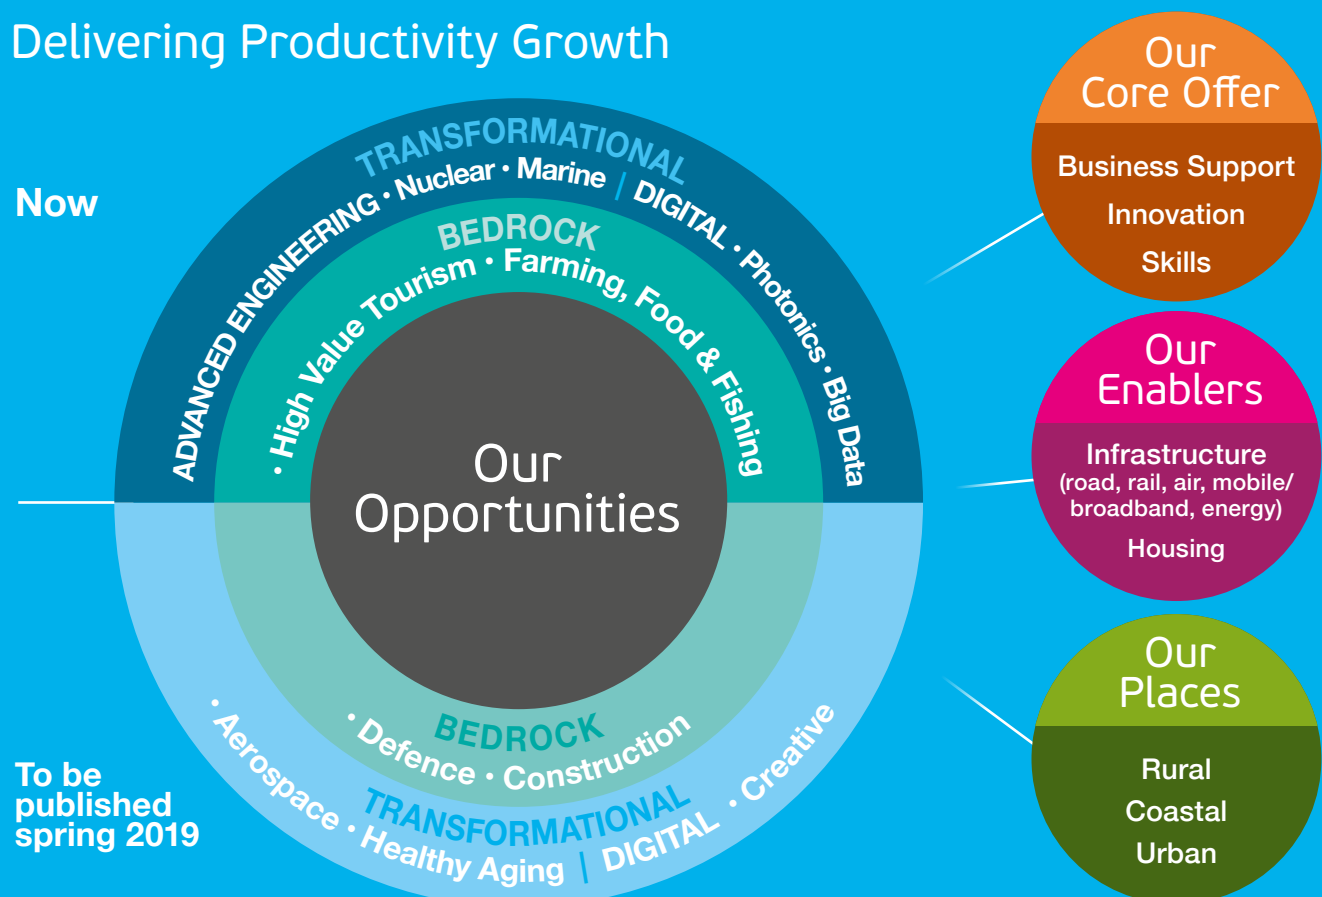 Delivering Productivity Growth
Now
TRANSFORMATIONAL
ADVANCED ENGINEERING • Nuclear • Marine | DIGITAL • Photonics • Big Data
BEDROCK
• High Value Tourism • Farming, Food & Fishing
Our
Opportunities
BEDROCK
• Defence • Construction
TRANSFORMATIONAL
• Aerospace • Healthy Aging | DIGITAL • Creative
To be
published
spring 2019
Our
Core Offer
Business Support
Innovation
Skills
Our
Enablers
Infrastructure
(road, rail, air, mobile/
broadband, energy)
Housing
Our
Places
Rural
Coastal
Urban